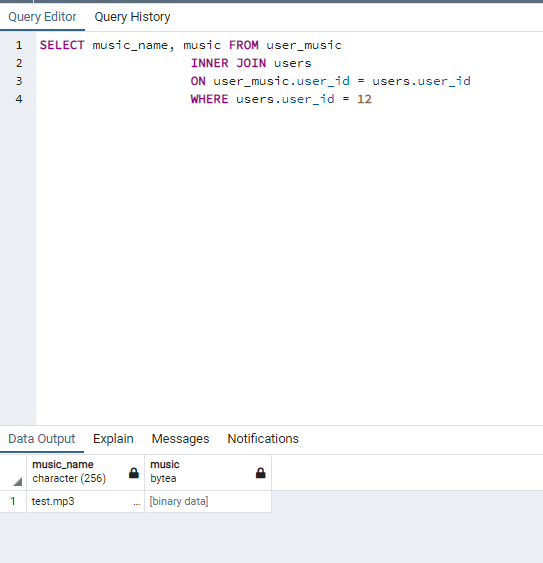 Query Editor Query History
1 SELECT music_name, music FROM user_music
2 INNER JOIN users
3 ON user_music.user_id = users.user_id
4 WHERE users.user_id = 12
Data Output Explain Messages Notifications
music_name music
character (256) bytea
1 test.mp3 ... [binary data]